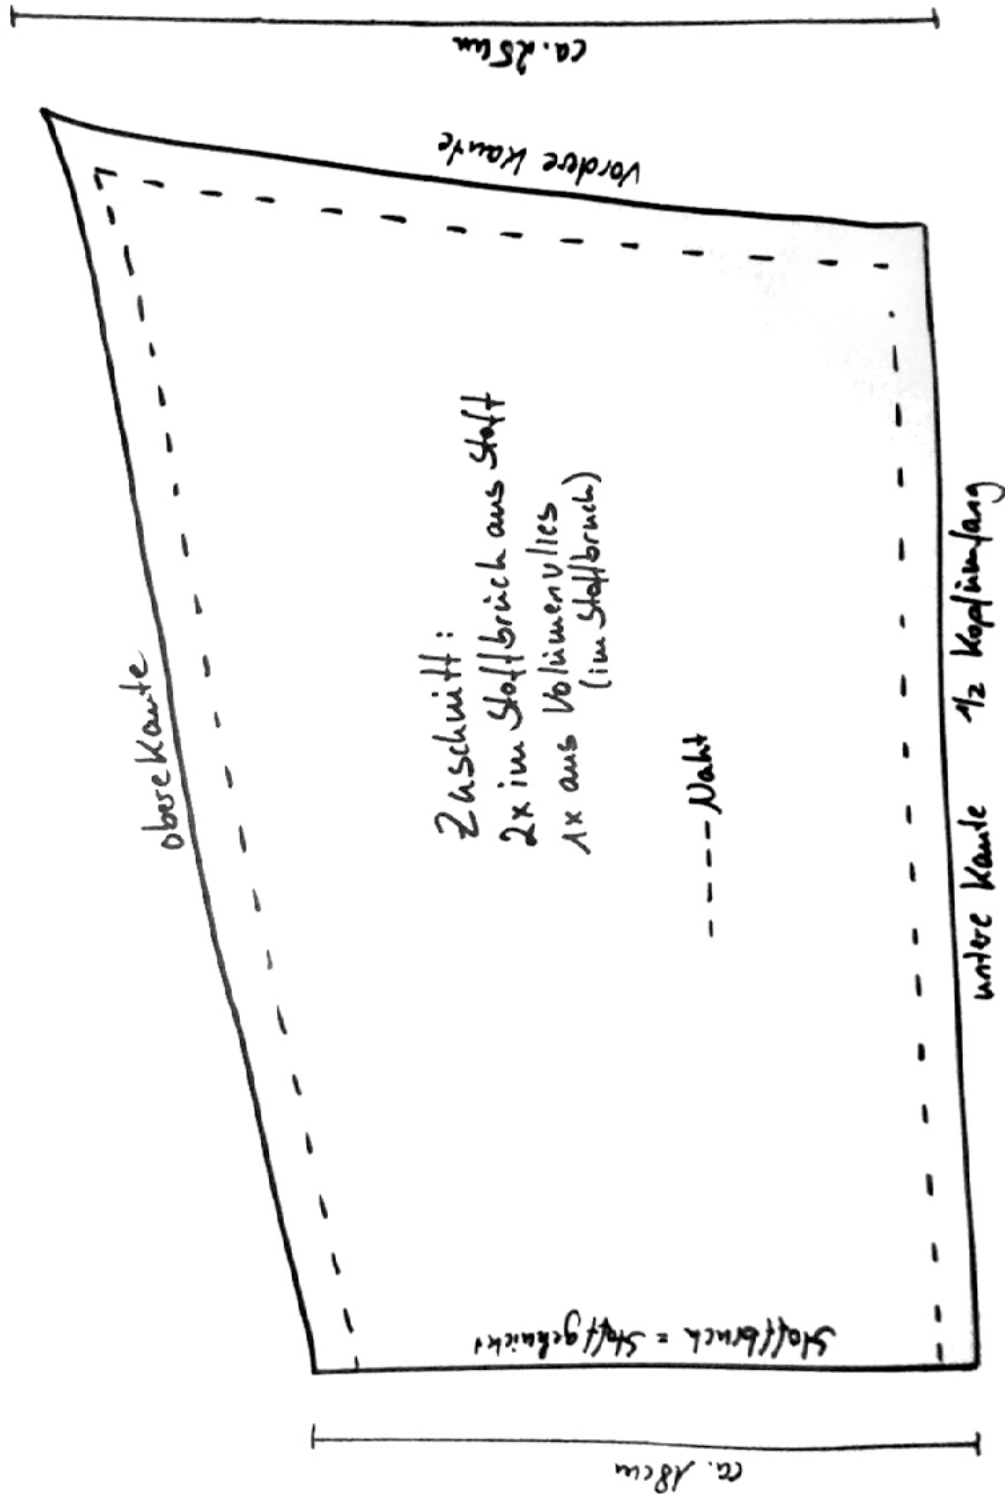 ca. 25cm
Vordere Kante
obere Kante
Zuschnitt:
2x im Stoffbruch aus Stoff
1x aus Volumenvlies
(im Stoffbruch)
---- Naht
untere Kante 1/2 Kopfumfang
Stoffbruch = Stoff geknickt
ca. 18cm